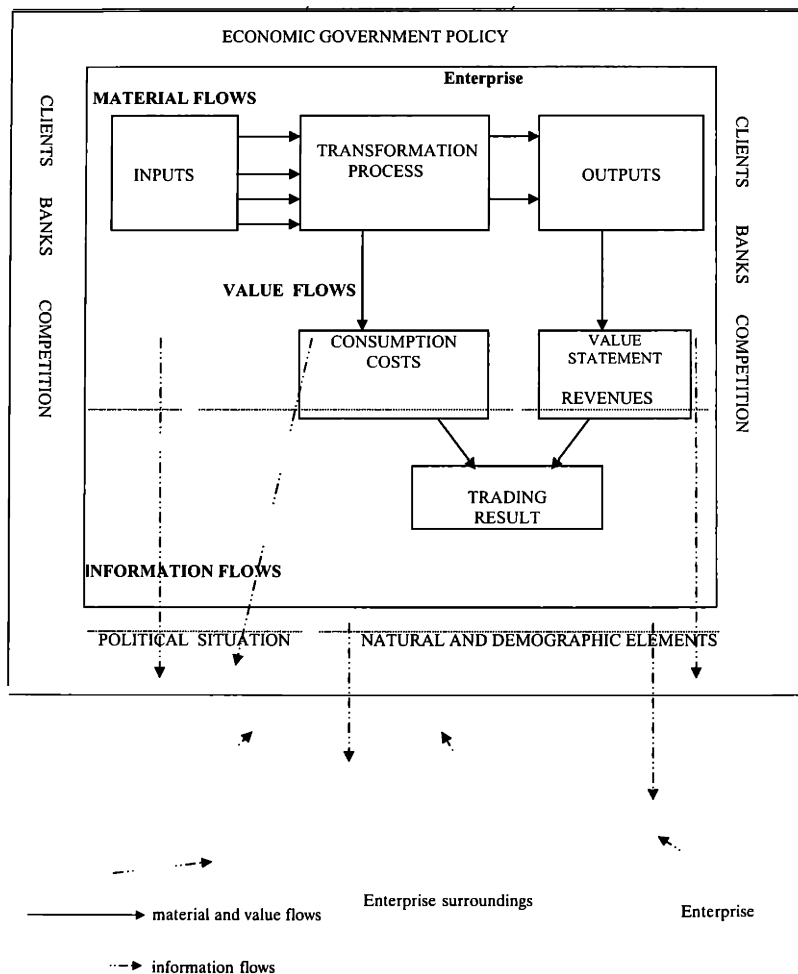 ECONOMIC GOVERNMENT POLICY
Enterprise
MATERIAL FLOWS
CLIENTS BANKS COMPETITION
INPUTS
TRANSFORMATION
PROCESS
OUTPUTS
CLIENTS BANKS COMPETITION
VALUE FLOWS
CONSUMPTION
COSTS
VALUE
STATEMENT
REVENUES
TRADING
RESULT
INFORMATION FLOWS
POLITICAL SITUATION
NATURAL AND DEMOGRAPHIC ELEMENTS
material and value flows
Enterprise surroundings
Enterprise
information flows